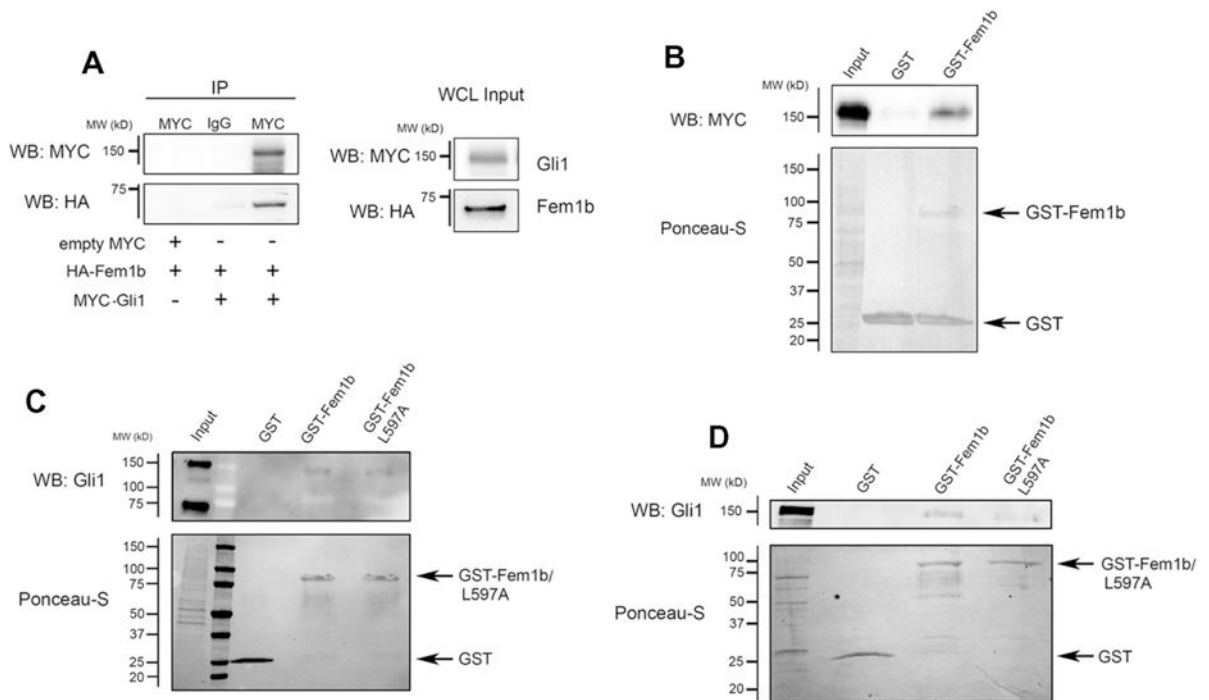 A
IP
MW (kD) MYC IgG MYC
WB: MYC 150
75
WB: HA
empty MYC + - -
HA-Fem1b + + +
MYC-Gli1 - + +
WCL Input
MW (kD)
WB: MYC 150 Gli1
75
WB: HA Fem1b
B
Input GST GST-Fem1b
MW (kD)
WB: MYC 150
150
100
75
50
37
25
20
Ponceau-S
GST-Fem1b
GST
C
Input GST GST-Fem1b GST-Fem1b L597A
MW (kD)
WB: Gli1
150
100
75
150
100
75
50
37
25
20
Ponceau-S
GST-Fem1b/
L597A
GST
D
Input GST GST-Fem1b GST-Fem1b L597A
MW (kD)
WB: Gli1 150
100
75
50
37
25
20
Ponceau-S
GST-Fem1b/
L597A
GST